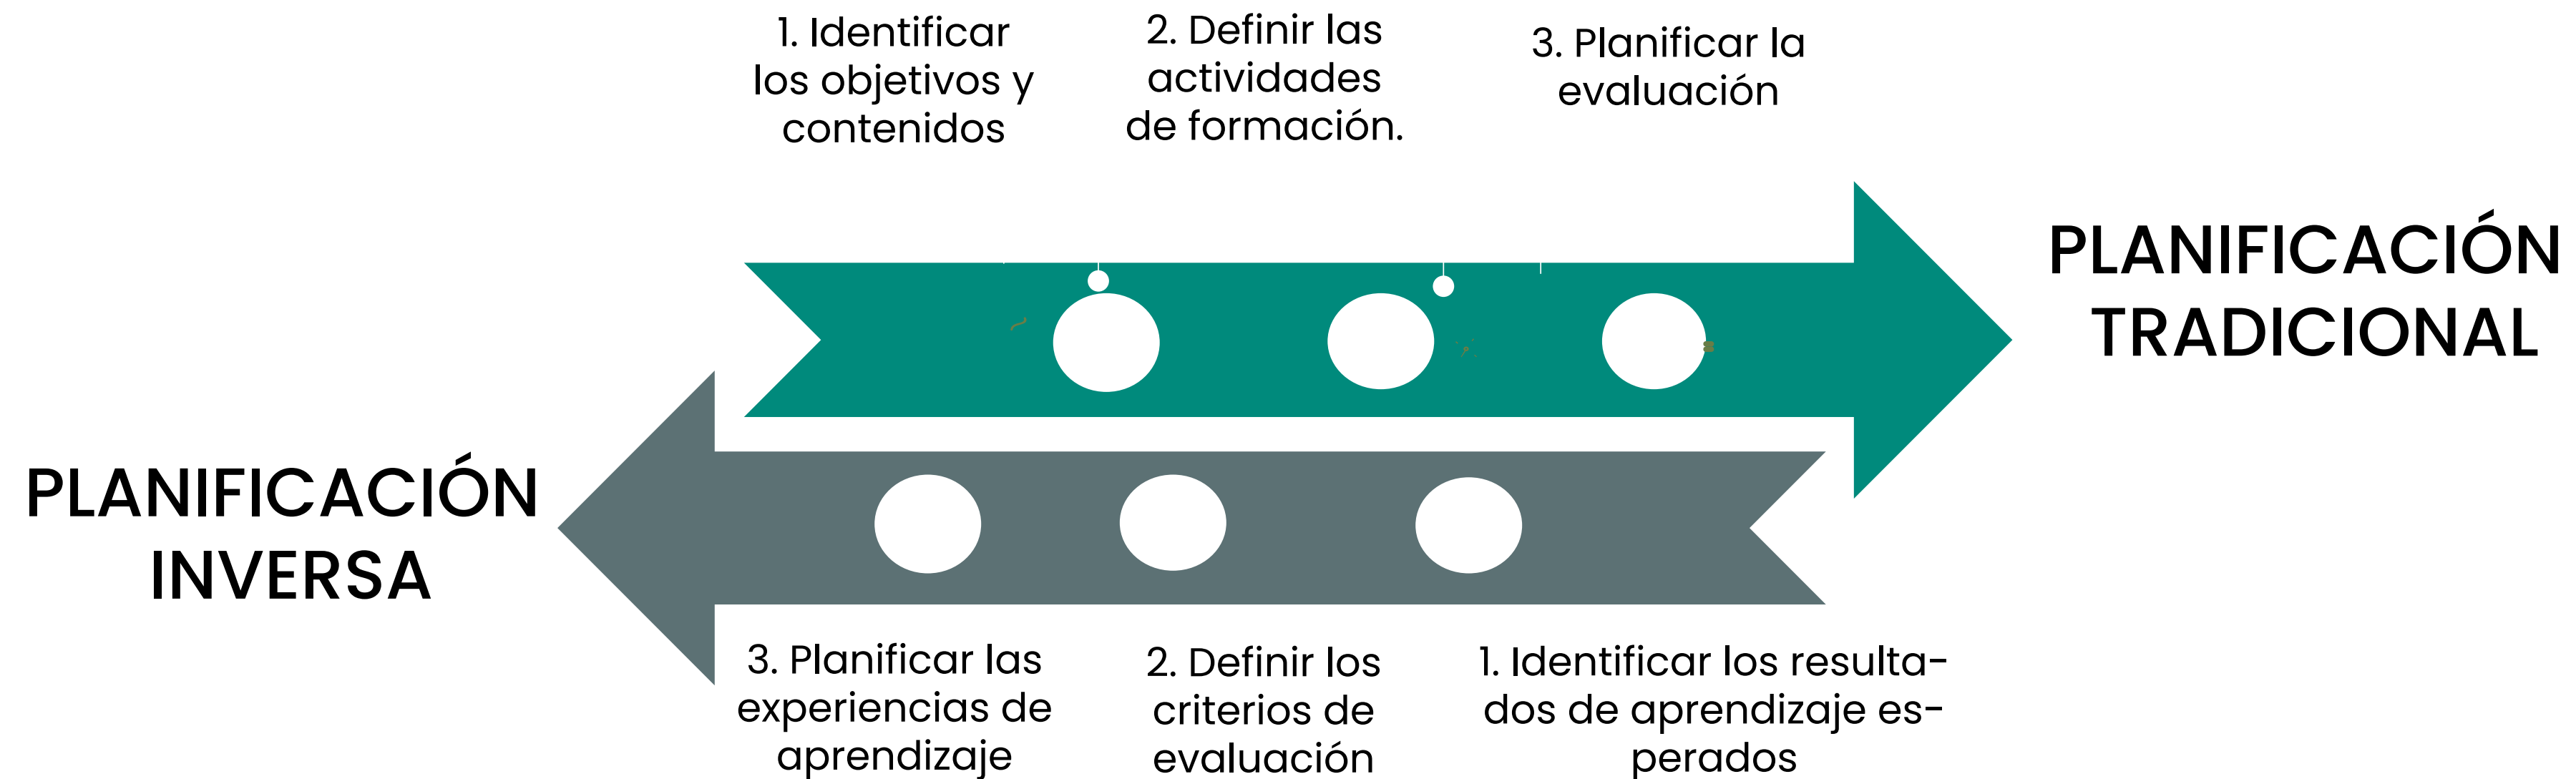 1. Identificar
los objetivos y
contenidos
2. Definir las
actividades
de formación.
3. Planificar la
evaluación
PLANIFICACIÓN
TRADICIONAL
PLANIFICACIÓN
INVERSA
3. Planificar las
experiencias de
aprendizaje
2. Definir los
criterios de
evaluación
1. Identificar los resulta-
dos de aprendizaje es-
perados